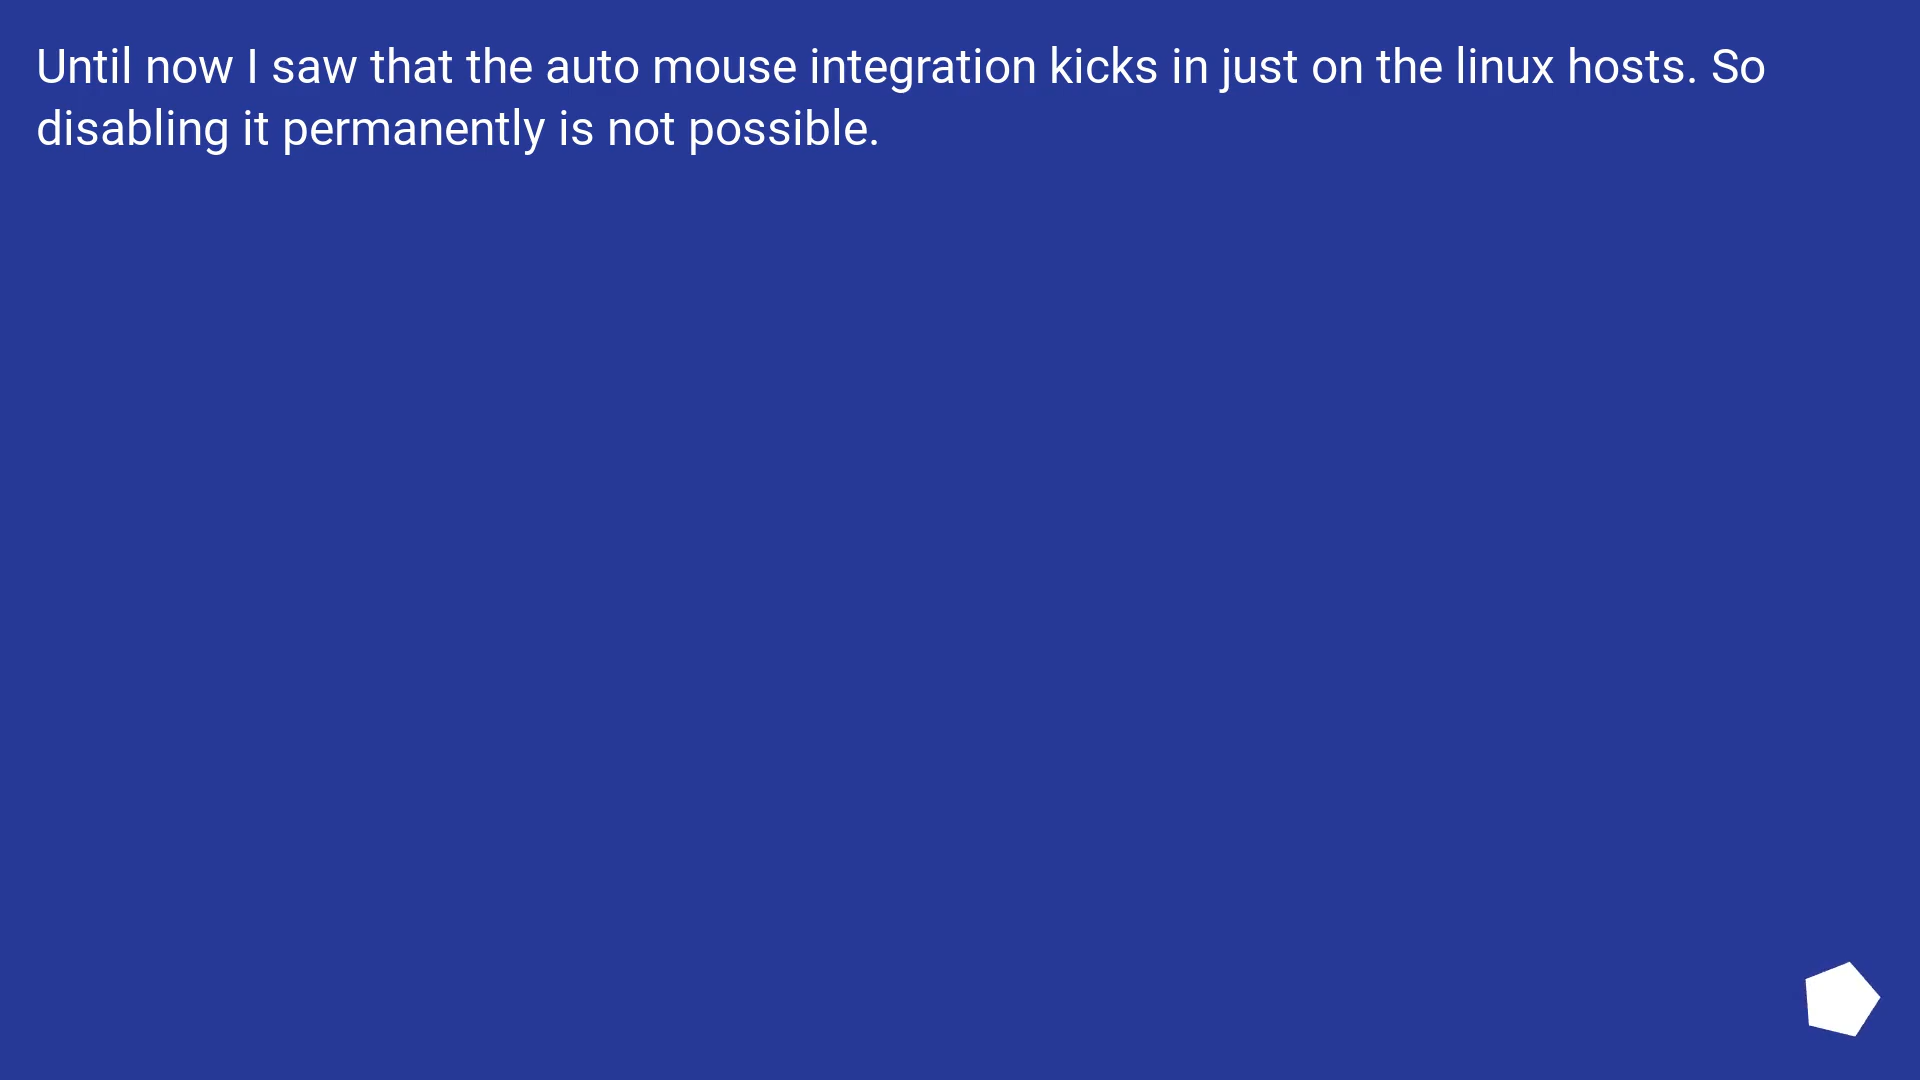 Until now I saw that the auto mouse integration kicks in just on the linux hosts. So
disabling it permanently is not possible.